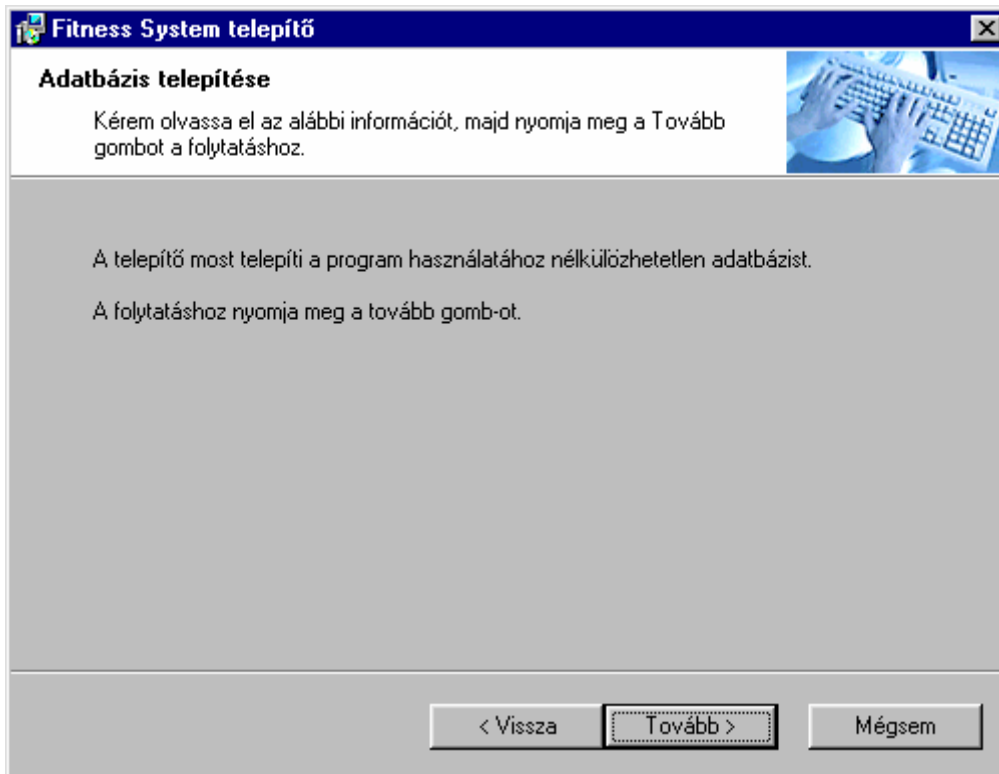 Fitness System telepítő
Adatbázis telepítése
Kérem olvassa el az alábbi információt, majd nyomja meg a Tovább
gombot a folytatáshoz.
A telepítő most telepíti a program használatához nélkülözhetetlen adatbázist.
A folytatáshoz nyomja meg a tovább gomb-ot.
< Vissza
Tovább >
Mégsem